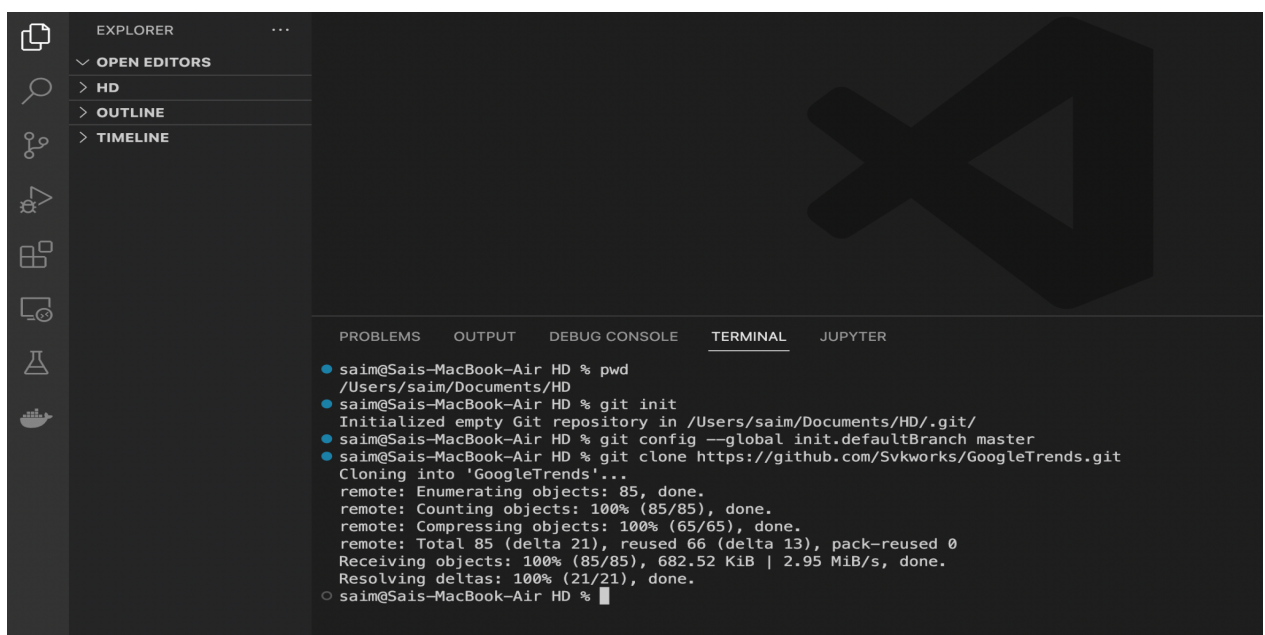 EXPLORER ...
OPEN EDITORS
HD
OUTLINE
TIMELINE
PROBLEMS OUTPUT DEBUG CONSOLE TERMINAL JUPYTER
saim@Sais-MacBook-Air HD % pwd
/Users/saim/Documents/HD
saim@Sais-MacBook-Air HD % git init
Initialized empty Git repository in /Users/saim/Documents/HD/.git/
saim@Sais-MacBook-Air HD % git config --global init.defaultBranch master
saim@Sais-MacBook-Air HD % git clone https://github.com/Svkworks/GoogleTrends.git
Cloning into 'GoogleTrends'...
remote: Enumerating objects: 85, done.
remote: Counting objects: 100% (85/85), done.
remote: Compressing objects: 100% (65/65), done.
remote: Total 85 (delta 21), reused 66 (delta 13), pack-reused 0
Receiving objects: 100% (85/85), 682.52 KiB | 2.95 MiB/s, done.
Resolving deltas: 100% (21/21), done.
saim@Sais-MacBook-Air HD %